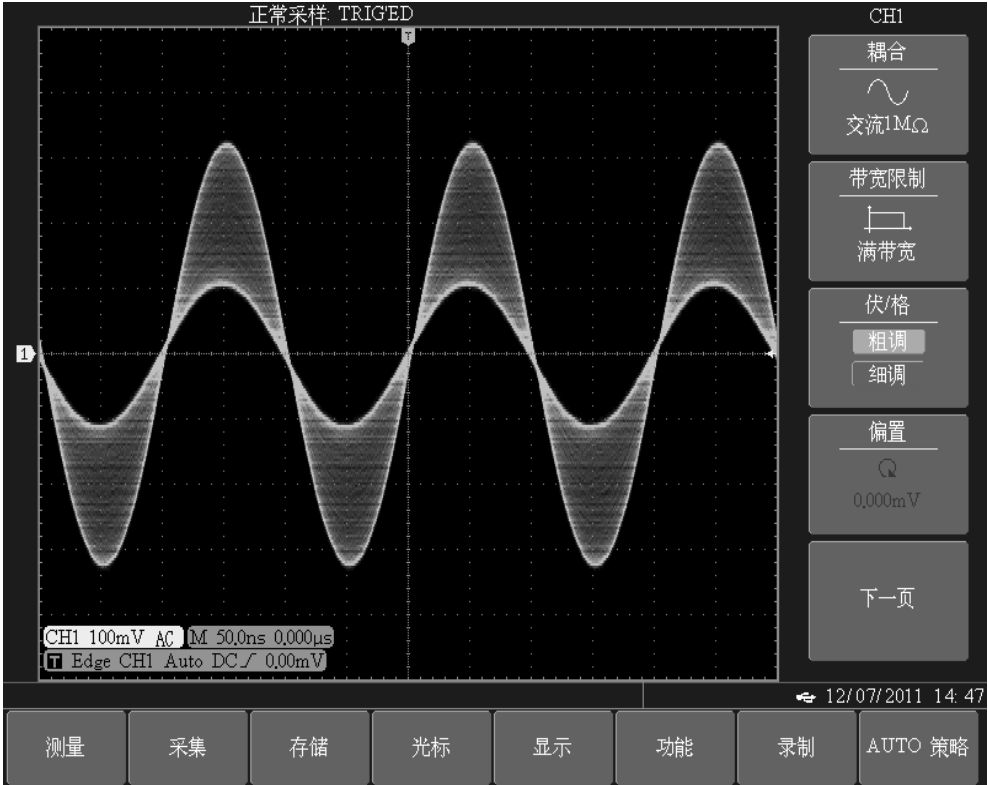 正常采样: TRIG'ED
CH1
T
耦合
交流1MΩ
带宽限制
满带宽
伏/格
粗调
细调
1
偏置
0.000mV
下一页
CH1 100mV AC M 50.0ns 0.000μs
T Edge CH1 Auto DC 0.00mV
12/07/2011 14:47
测量 采集 存储 光标 显示 功能 录制 AUTO 策略